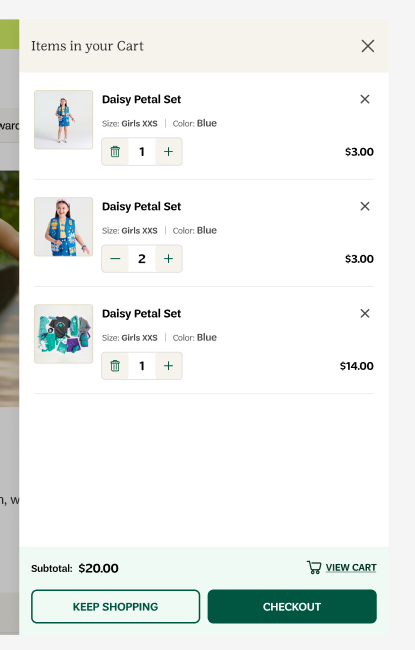 Items in your Cart
Daisy Petal Set
Size: Girls XXS | Color: Blue
1
$3.00
Daisy Petal Set
Size: Girls XXS | Color: Blue
2
$3.00
Daisy Petal Set
Size: Girls XXS | Color: Blue
1
$14.00
Subtotal: $20.00
VIEW CART
KEEP SHOPPING
CHECKOUT